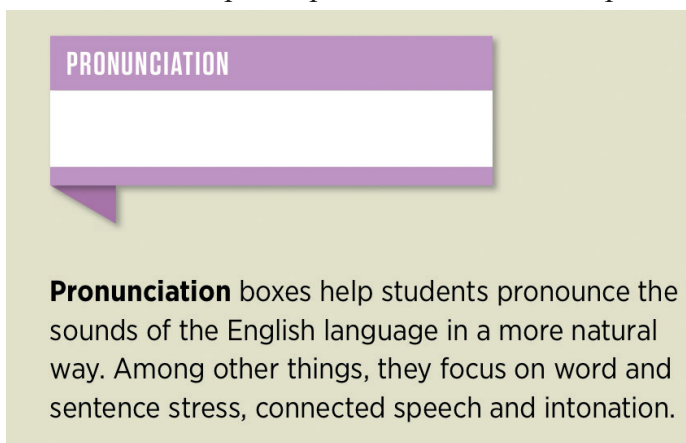 PRONUNCIATION
Pronunciation boxes help students pronounce the
sounds of the English language in a more natural
way. Among other things, they focus on word and
sentence stress, connected speech and intonation.